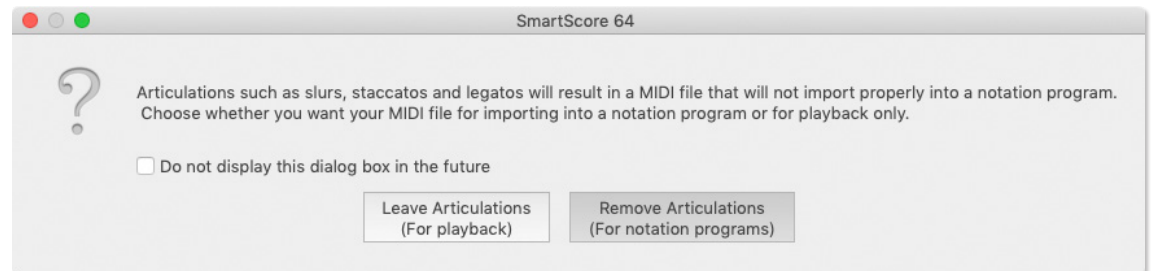 SmartScore 64
Articulations such as slurs, staccatos and legatos will result in a MIDI file that will not import properly into a notation program.
Choose whether you want your MIDI file for importing into a notation program or for playback only.
Do not display this dialog box in the future
Leave Articulations
(For playback)
Remove Articulations
(For notation programs)